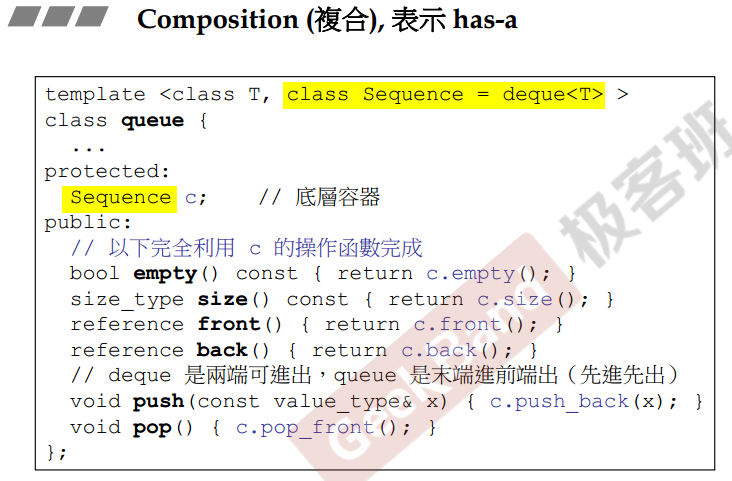 Composition (複合), 表示 has-a
template <class T, class Sequence = deque<T> >
class queue {
...
protected:
Sequence c; // 底層容器
public:
// 以下完全利用 c 的操作函數完成
bool empty() const { return c.empty(); }
size_type size() const { return c.size(); }
reference front() { return c.front(); }
reference back() { return c.back(); }
// deque 是兩端可進出，queue 是末端進前端出（先進先出）
void push(const value_type& x) { c.push_back(x); }
void pop() { c.pop_front(); }
};
GeekBand 极客班